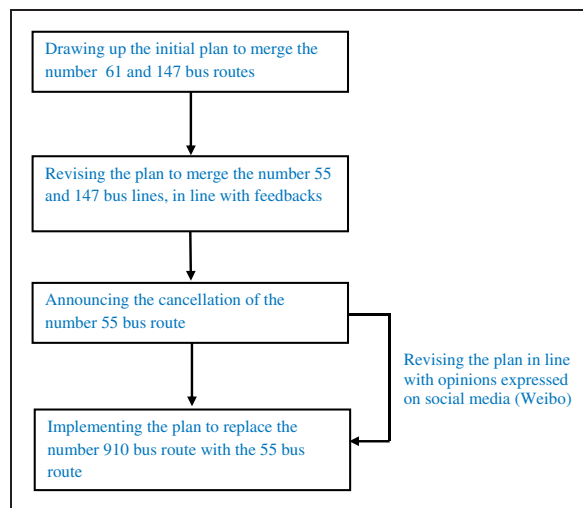 Drawing up the initial plan to merge the
number 61 and 147 bus routes
Revising the plan to merge the number 55
and 147 bus lines, in line with feedbacks
Announcing the cancellation of the
number 55 bus route
Revising the plan in line
with opinions expressed
on social media (Weibo)
Implementing the plan to replace the
number 910 bus route with the 55 bus
route